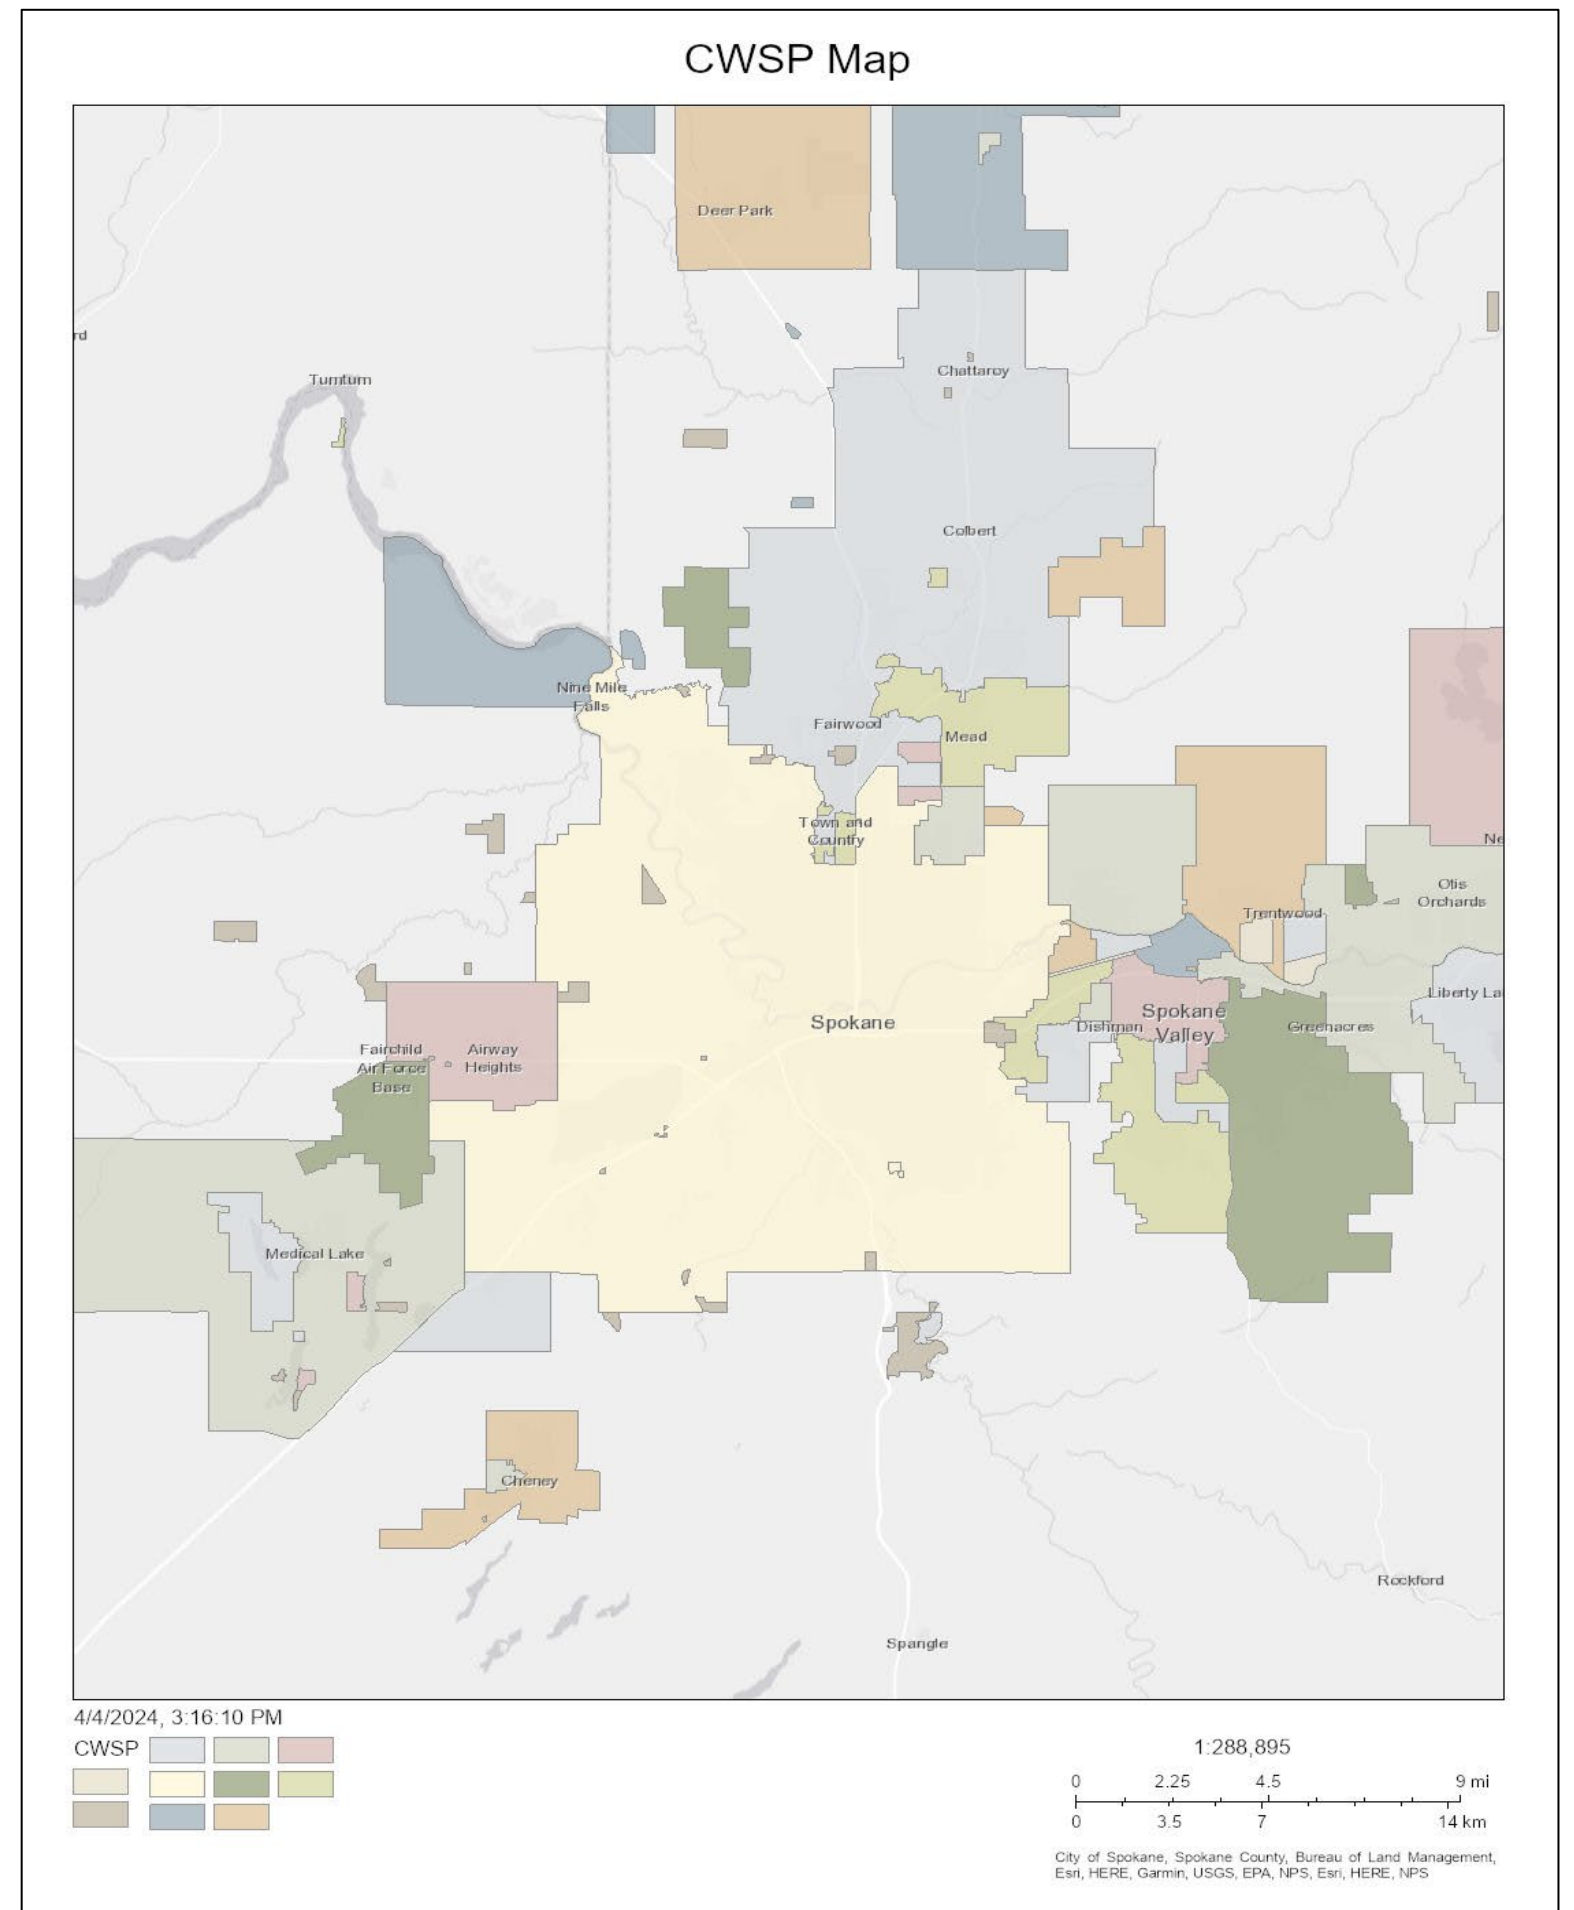 CWSP Map
Deer Park
rd
Tumtum
Chattaroy
Colbert
Nine Mile
Falls
Fairwood
Mead
Town and
Country
Ne
Otis
Orchards
Trentwood
Liberty La
Spokane
Spokane
Valley
Dishman
Greenacres
Fairchild
Air Force
Base
Airway
Heights
Medical Lake
Cheney
Rockford
Spangle
4/4/2024, 3:16:10 PM
CWSP
1:288,895
0 2.25 4.5 9 mi
0 3.5 7 14 km
City of Spokane, Spokane County, Bureau of Land Management,
Esri, HERE, Garmin, USGS, EPA, NPS, Esri, HERE, NPS